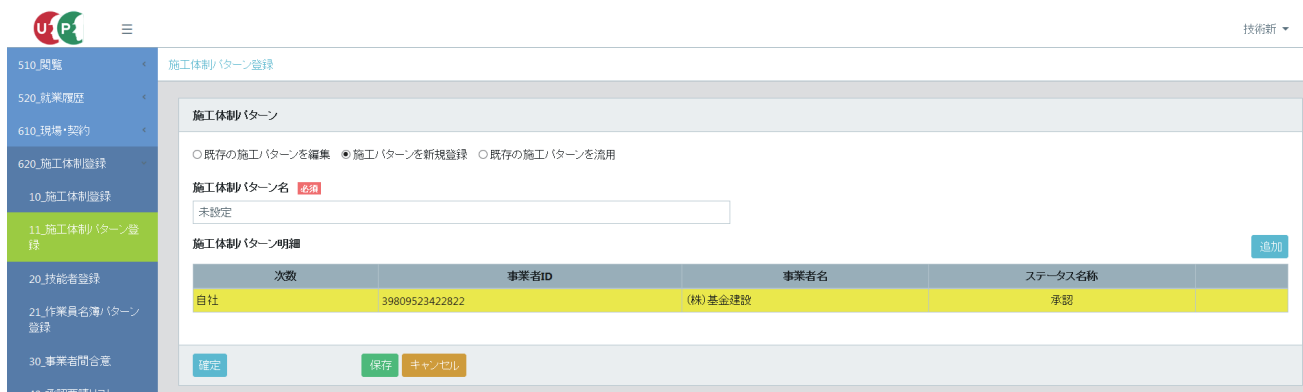 UP
技術新
510_閲覧
施工体制パターン登録
520_就業履歴
610_現場・契約
620_施工体制登録
10_施工体制登録
11_施工体制パターン登
録
20_技能者登録
21_作業員名簿パターン
登録
30_事業者間合意
施工体制パターン
既存の施工パターンを編集 施工パターンを新規登録 既存の施工パターンを流用
施工体制パターン名 必須
未設定
施工体制パターン明細 追加
次数 事業者ID 事業者名 ステータス名称
自社 39809523422822 (株)基金建設 承認
確定 保存 キャンセル